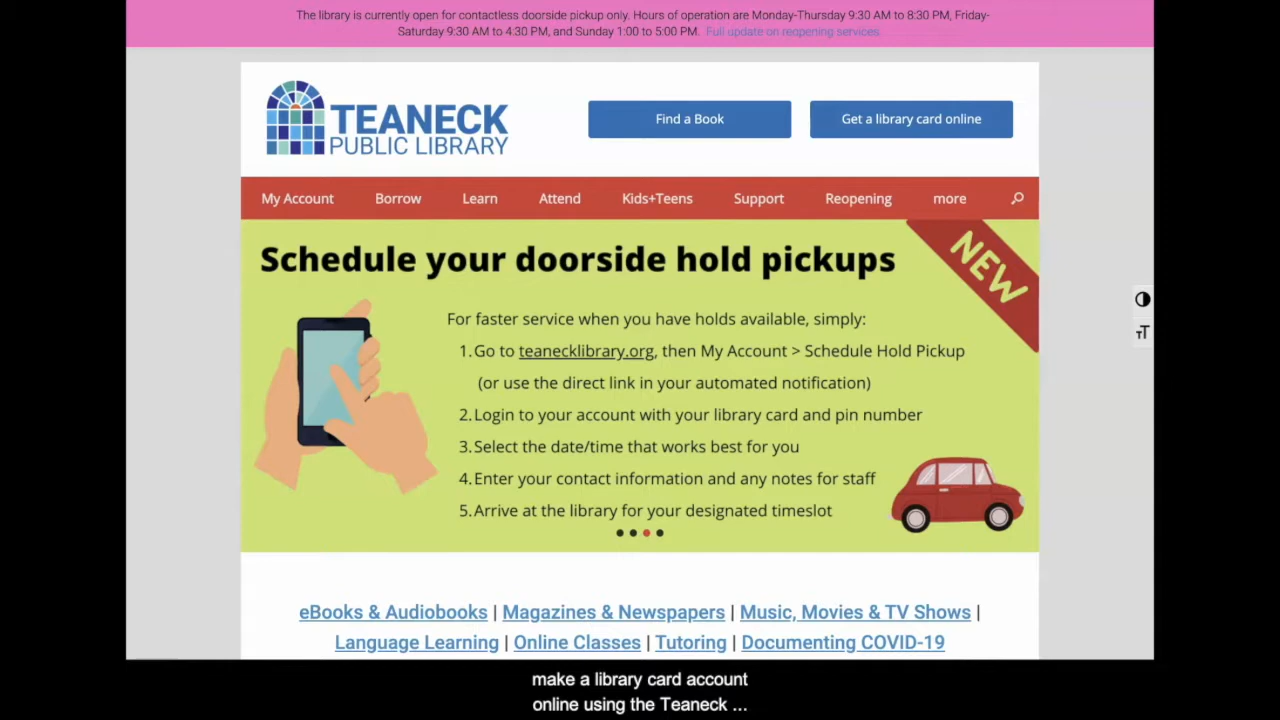 The library is currently open for contactless doorside pickup only. Hours of operation are Monday-Thursday 9:30 AM to 8:30 PM, Friday-
Saturday 9:30 AM to 4:30 PM, and Sunday 1:00 to 5:00 PM. Full update on reopening services.
TEANECK
PUBLIC LIBRARY
Find a Book
Get a library card online
My Account Borrow Learn Attend Kids+Teens Support Reopening more
Schedule your doorside hold pickups
NEW
For faster service when you have holds available, simply:
1. Go to teanecklibrary.org, then My Account > Schedule Hold Pickup
(or use the direct link in your automated notification)
2. Login to your account with your library card and pin number
3. Select the date/time that works best for you
4. Enter your contact information and any notes for staff
5. Arrive at the library for your designated timeslot
TT
eBooks & Audiobooks | Magazines & Newspapers | Music, Movies & TV Shows |
Language Learning | Online Classes | Tutoring | Documenting COVID-19
make a library card account
online using the Teaneck ...